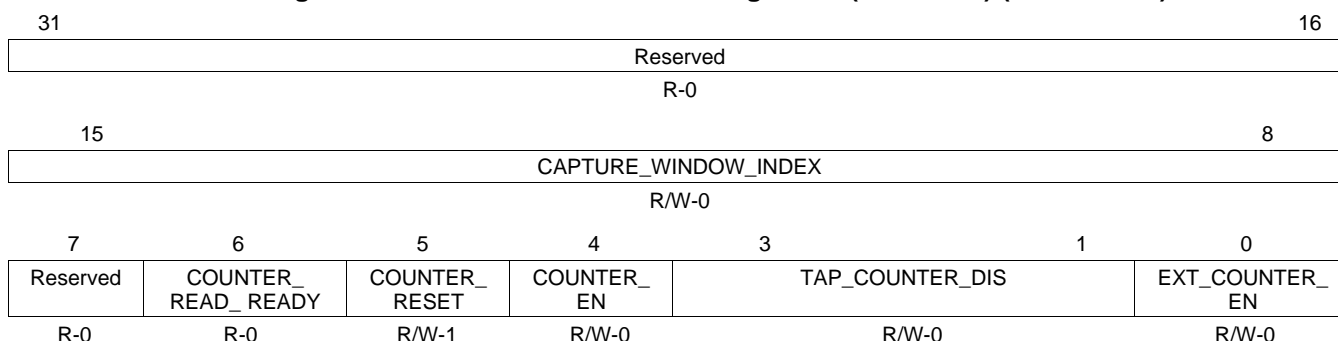 31 16
Reserved
R-0
15 8
CAPTURE_WINDOW_INDEX
R/W-0
7 6 5 4 3 1 0
Reserved COUNTER_ COUNTER_ COUNTER_ TAP_COUNTER_DIS EXT_COUNTER_
READ_ READY RESET EN EN
R-0 R-0 R/W-1 R/W-0 R/W-0 R/W-0